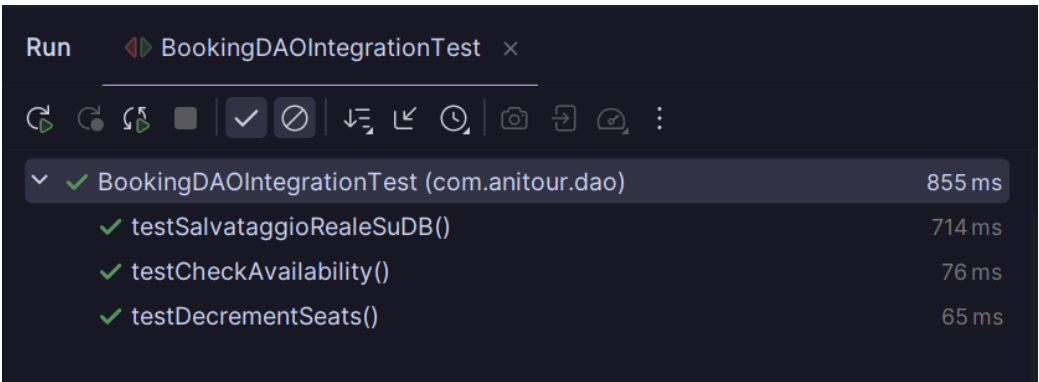 Run BookingDAOIntegrationTest ×
BookingDAOIntegrationTest (com.anitour.dao) 855 ms
testSalvataggioRealeSuDB() 714 ms
testCheckAvailability() 76 ms
testDecrementSeats() 65 ms